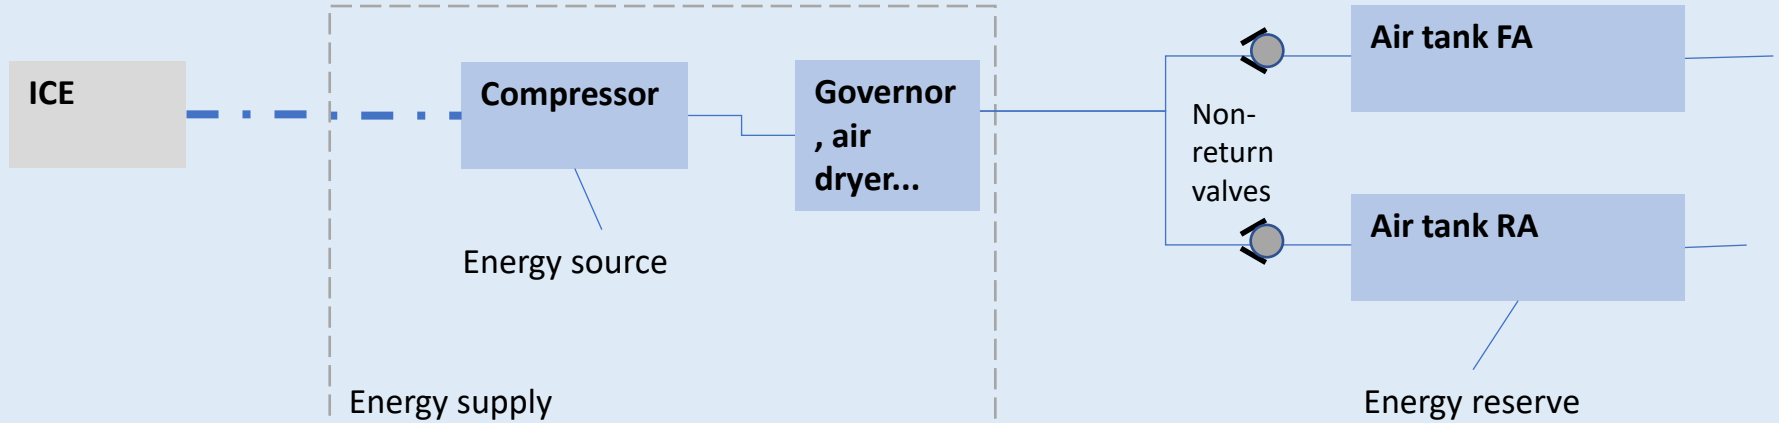 ICE
Compressor
Governor
, air
dryer...
Energy source
Energy supply
Non-
return
valves
Air tank FA
Air tank RA
Energy reserve